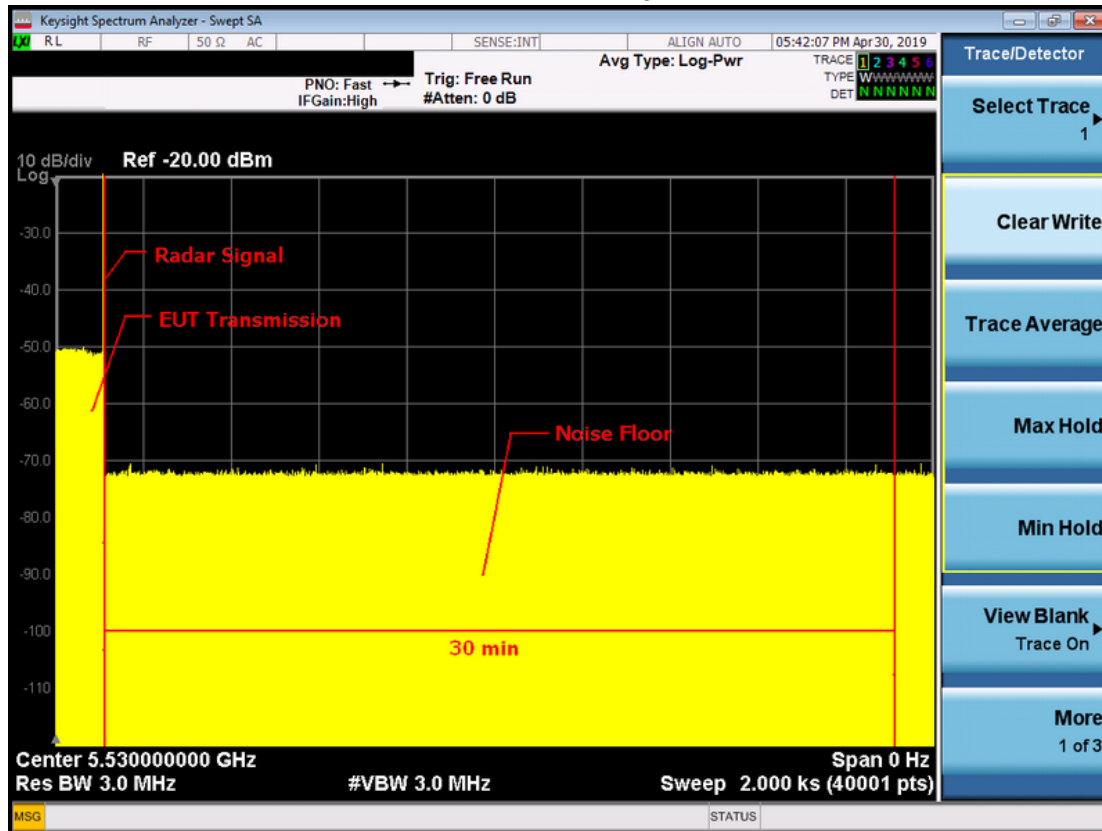 Keysight Spectrum Analyzer - Swept SA
LXI RL RF 50 Ω AC SENSE:INT ALIGN AUTO 05:42:07 PM Apr 30, 2019
Trace/Detector
Avg Type: Log-Pwr
TRACE 1 2 3 4 5 6
PNO: Fast
Trig: Free Run
TYPE WWWWWW
IFGain:High
#Atten: 0 dB
DET N N N N N N
Select Trace
1
10 dB/div Ref -20.00 dBm
Log
Clear Write
-30.0
Radar Signal
-40.0
EUT Transmission
Trace Average
-50.0
-60.0
Noise Floor
Max Hold
-70.0
-80.0
Min Hold
-90.0
View Blank
Trace On
-100
30 min
-110
More
1 of 3
Center 5.530000000 GHz Span 0 Hz
Res BW 3.0 MHz #VBW 3.0 MHz Sweep 2.000 ks (40001 pts)
MSG STATUS